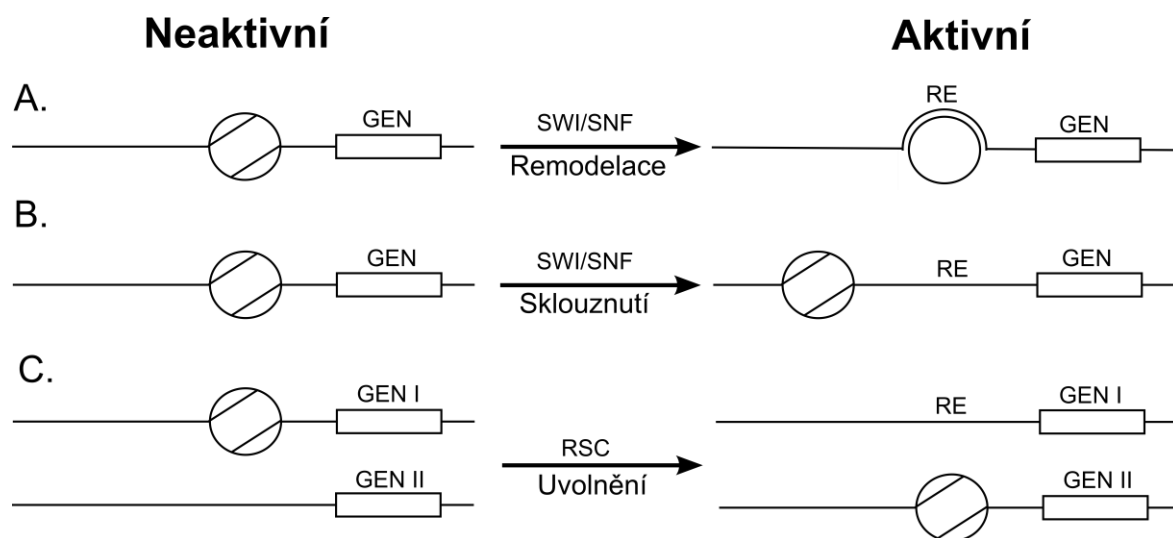 Neaktivní
Aktivní
A.
GEN
SWI/SNF
Remodelace
RE
GEN
B.
GEN
SWI/SNF
Sklouznutí
RE
GEN
C.
GEN I
GEN II
RSC
Uvolnění
RE
GEN I
GEN II